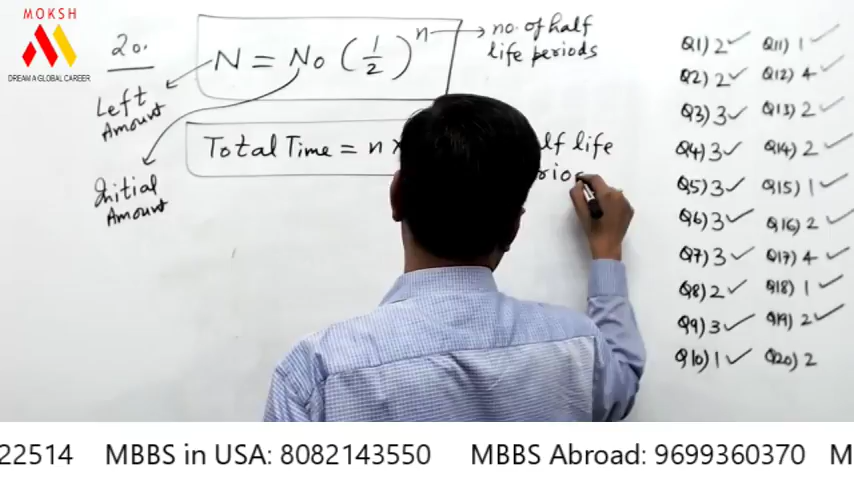 MOKSH
DREAM A GLOBAL CAREER
20.
N = No (1/2)^n
no. of half
life periods
Left
Amount
Initial
Amount
Total Time = n ×
life
Q1) 2 ✓
Q2) 2 ✓
Q3) 3 ✓
Q4) 3 ✓
Q5) 3 ✓
Q6) 3 ✓
Q7) 3 ✓
Q8) 2 ✓
Q9) 3 ✓
Q10) 1 ✓
Q11) 1 ✓
Q12) 4 ✓
Q13) 2 ✓
Q14) 2 ✓
Q15) 1 ✓
Q16) 2 ✓
Q17) 4 ✓
Q18) 1 ✓
Q19) 2 ✓
Q20) 2
22514 MBBS in USA: 8082143550 MBBS Abroad: 9699360370 M